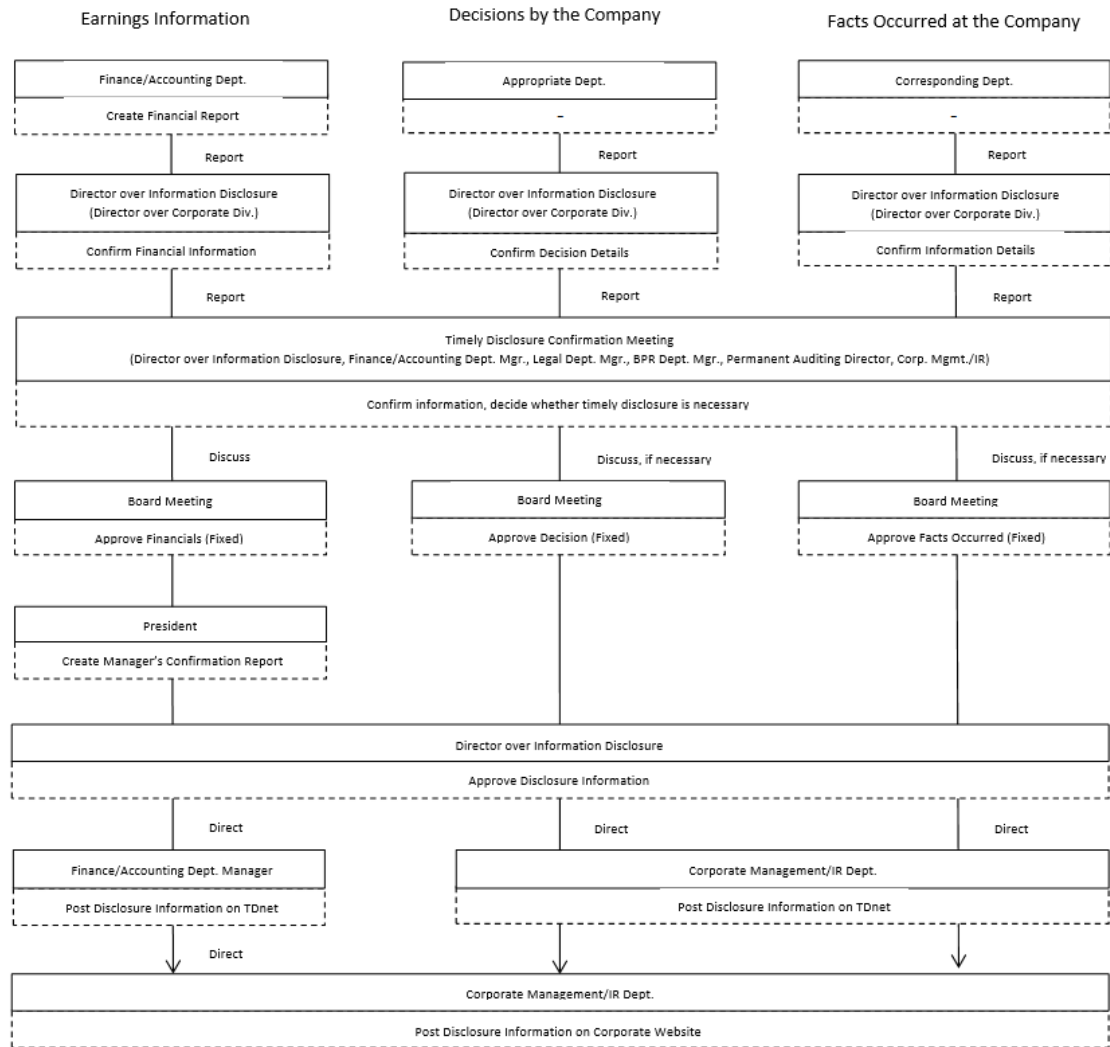 Earnings Information
Decisions by the Company
Facts Occurred at the Company
Finance/Accounting Dept.
Appropriate Dept.
Corresponding Dept.
Create Financial Report
–
–
Report
Report
Report
Director over Information Disclosure
(Director over Corporate Div.)
Director over Information Disclosure
(Director over Corporate Div.)
Director over Information Disclosure
(Director over Corporate Div.)
Confirm Financial Information
Confirm Decision Details
Confirm Information Details
Report
Report
Report
Timely Disclosure Confirmation Meeting
(Director over Information Disclosure, Finance/Accounting Dept. Mgr., Legal Dept. Mgr., BPR Dept. Mgr., Permanent Auditing Director, Corp. Mgmt./IR)
Confirm information, decide whether timely disclosure is necessary
Discuss
Discuss, if necessary
Discuss, if necessary
Board Meeting
Board Meeting
Board Meeting
Approve Financials (Fixed)
Approve Decision (Fixed)
Approve Facts Occurred (Fixed)
President
Create Manager's Confirmation Report
Director over Information Disclosure
Approve Disclosure Information
Direct
Direct
Direct
Finance/Accounting Dept. Manager
Corporate Management/IR Dept.
Post Disclosure Information on TDnet
Post Disclosure Information on TDnet
Direct
Corporate Management/IR Dept.
Post Disclosure Information on Corporate Website